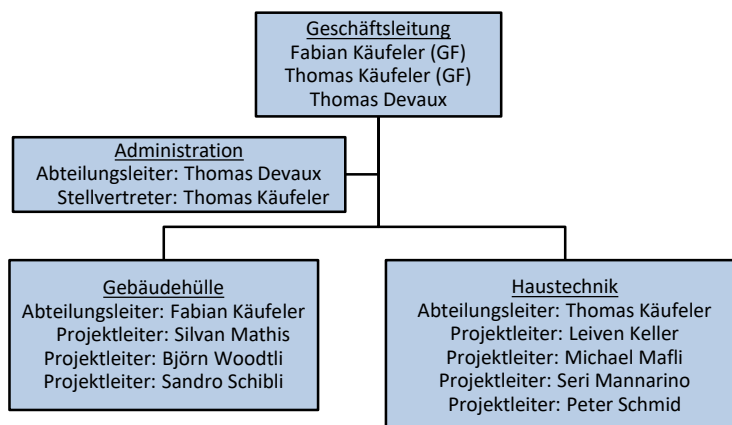 Geschäftsleitung
Fabian Käufeler (GF)
Thomas Käufeler (GF)
Thomas Devaux
Administration
Abteilungsleiter: Thomas Devaux
Stellvertreter: Thomas Käufeler
Gebäudehülle
Abteilungsleiter: Fabian Käufeler
Projektleiter: Silvan Mathis
Projektleiter: Björn Woodtli
Projektleiter: Sandro Schibli
Haustechnik
Abteilungsleiter: Thomas Käufeler
Projektleiter: Leiven Keller
Projektleiter: Michael Mafli
Projektleiter: Seri Mannarino
Projektleiter: Peter Schmid